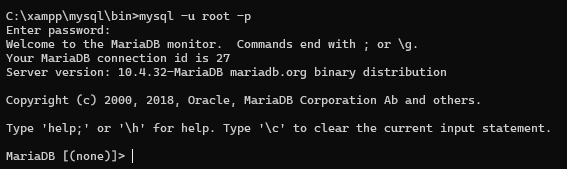 C:\xampp\mysql\bin>mysql -u root -p
Enter password:
Welcome to the MariaDB monitor.  Commands end with ; or \g.
Your MariaDB connection id is 27
Server version: 10.4.32-MariaDB mariadb.org binary distribution

Copyright (c) 2000, 2018, Oracle, MariaDB Corporation Ab and others.

Type 'help;' or '\h' for help. Type '\c' to clear the current input statement.

MariaDB [(none)]>